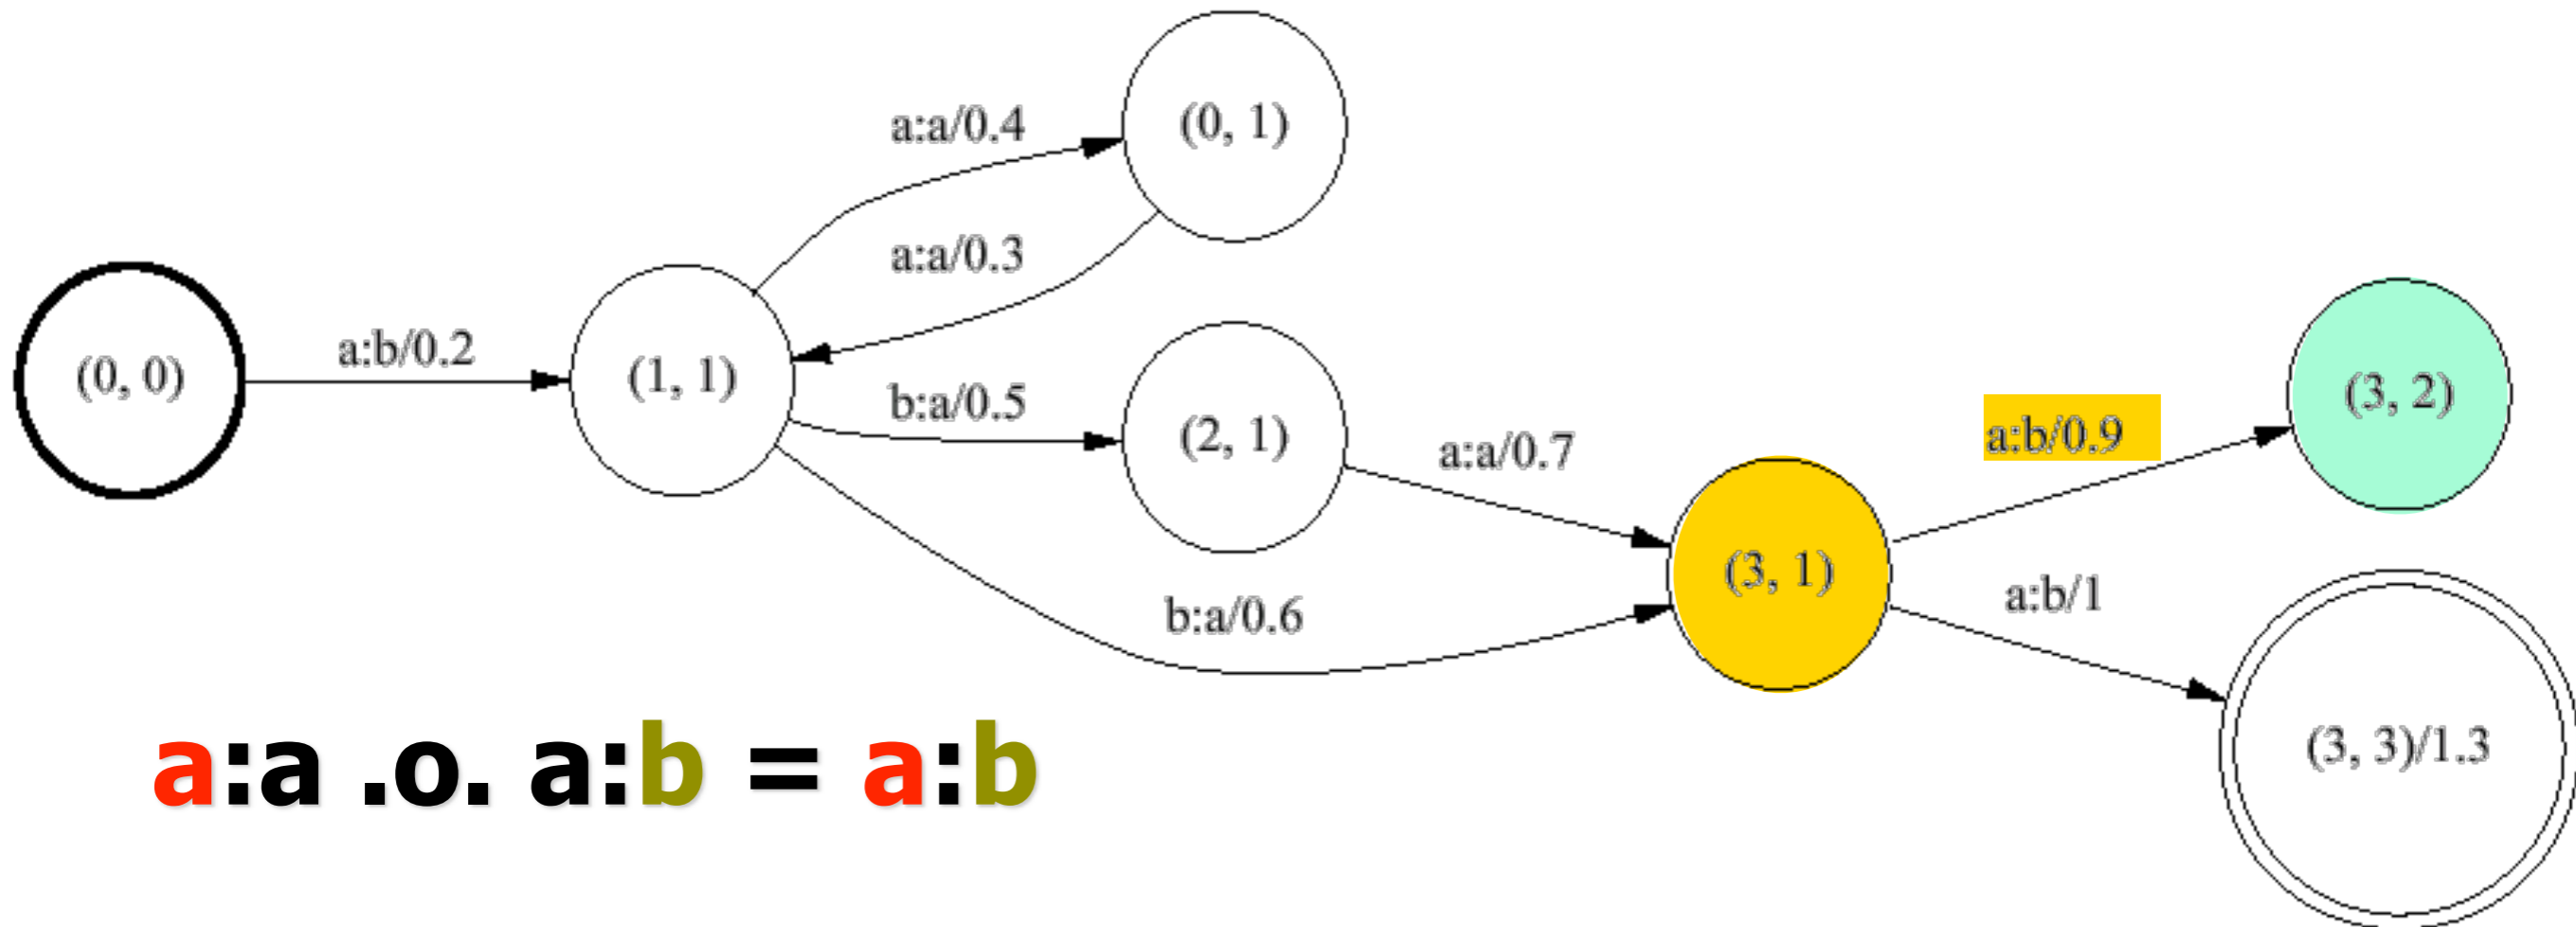 a:a/0.4
(0, 1)
a:a/0.3
(0, 0)
a:b/0.2
(1, 1)
b:a/0.5
(2, 1)
a:a/0.7
a:b/0.9
(3, 2)
b:a/0.6
(3, 1)
a:b/1
(3, 3)/1.3
a:a .o. a:b = a:b